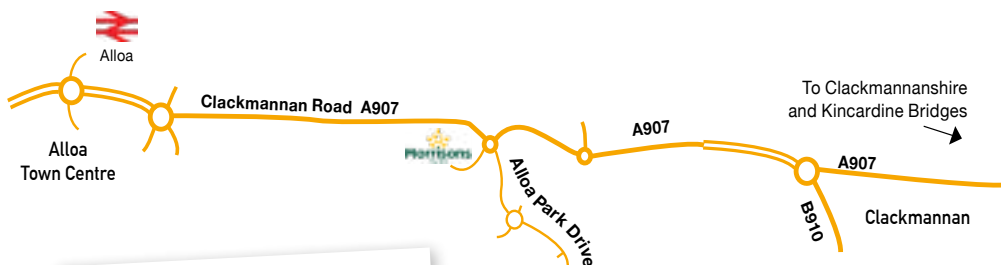 Alloa
Clackmannan Road A907
To Clackmannanshire
and Kincardine Bridges
A907
Alloa
Town Centre
Morrisons
A907
Alloa Park Drive
B910
Clackmannan